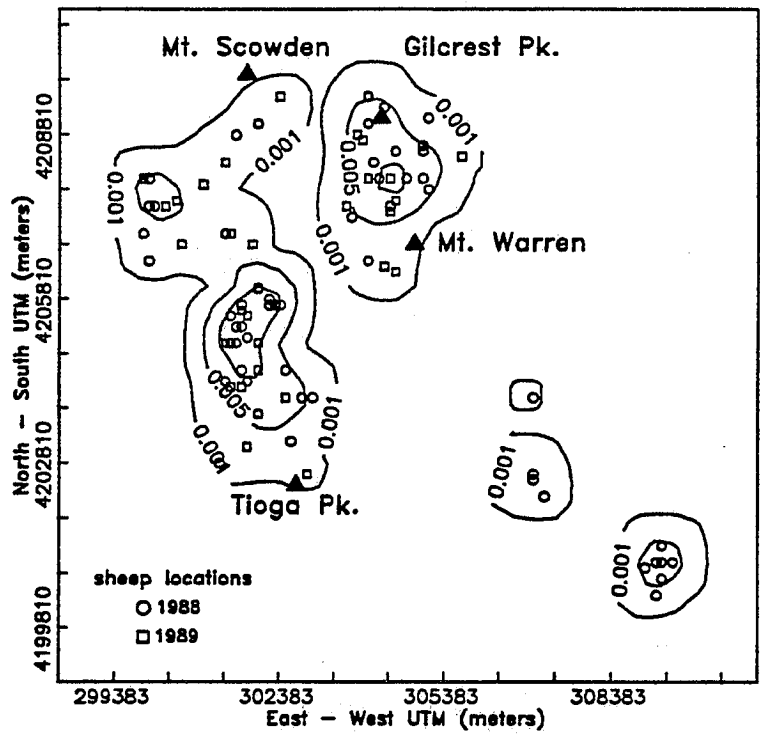 Mt. Scowden
Gilcrest Pk.
0.001
0.001
4208810
0.005
0.001
0.001
Mt. Warren
4205810
North - South UTM (meters)
0.005
0.001
0.001
4202810
0.001
Tioga Pk.
sheep locations
1988
0.001
1989
4199810
299383
302383
305383
308383
East - West UTM (meters)